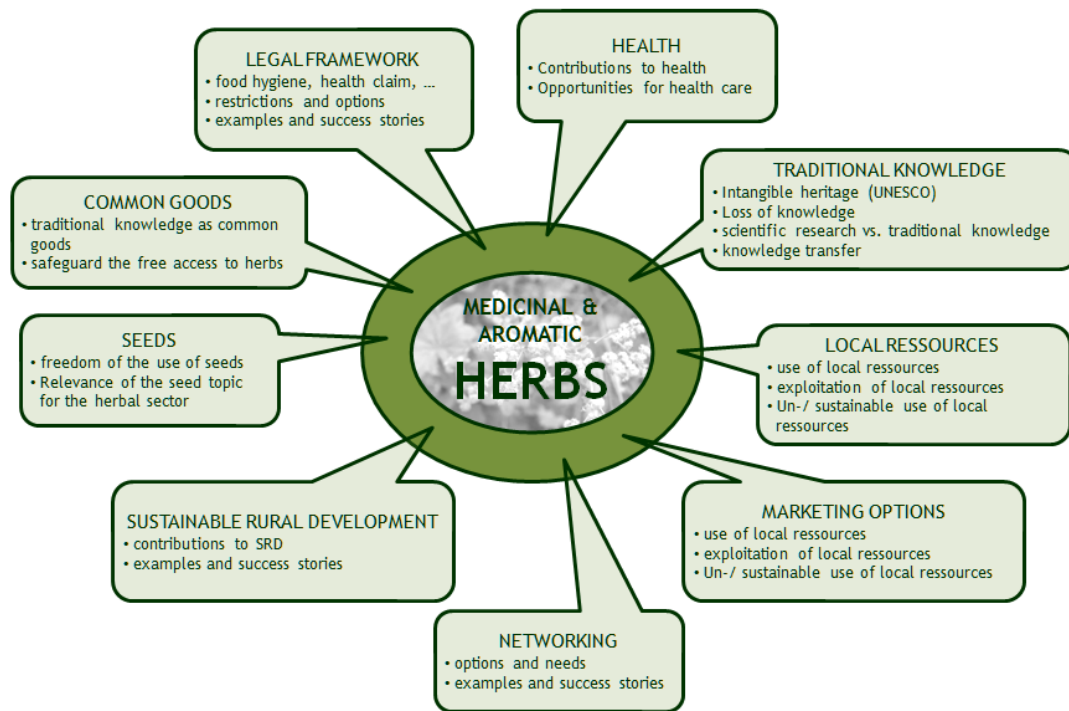 LEGAL FRAMEWORK
• food hygiene, health claim, ...
• restrictions and options
• examples and success stories
HEALTH
• Contributions to health
• Opportunities for health care
TRADITIONAL KNOWLEDGE
• Intangible heritage (UNESCO)
• Loss of knowledge
• scientific research vs. traditional knowledge
• knowledge transfer
COMMON GOODS
• traditional knowledge as common
goods
• safeguard the free access to herbs
MEDICINAL &
AROMATIC
HERBS
SEEDS
• freedom of the use of seeds
• Relevance of the seed topic
for the herbal sector
LOCAL RESSOURCES
• use of local ressources
• exploitation of local ressources
• Un-/ sustainable use of local
ressources
SUSTAINABLE RURAL DEVELOPMENT
• contributions to SRD
• examples and success stories
MARKETING OPTIONS
• use of local ressources
• exploitation of local ressources
• Un-/ sustainable use of local ressources
NETWORKING
• options and needs
• examples and success stories